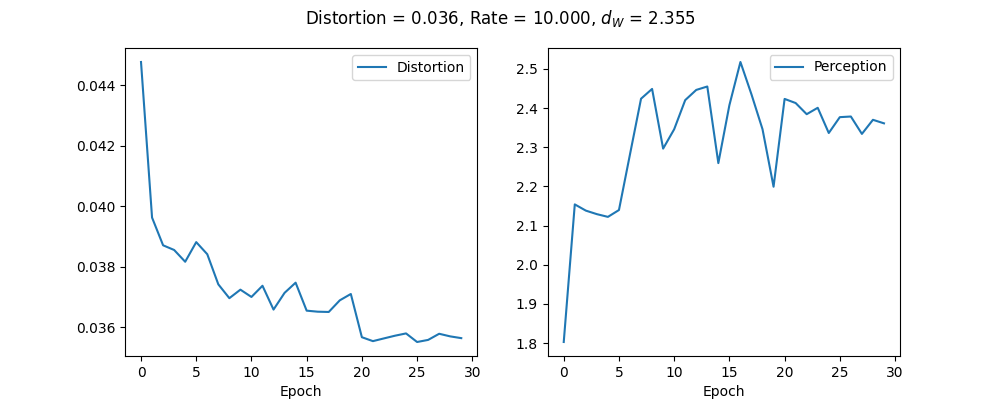 Distortion = 0.036, Rate = 10.000, d_W = 2.355
Distortion
0.044
0.042
0.040
0.038
0.036
0 5 10 15 20 25 30
Epoch
Perception
2.5
2.4
2.3
2.2
2.1
2.0
1.9
1.8
0 5 10 15 20 25 30
Epoch